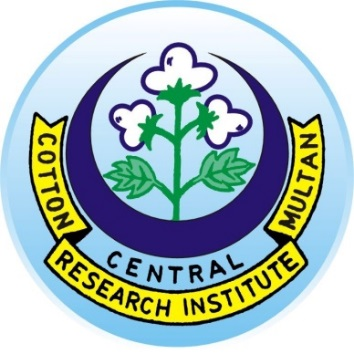 CENTRAL
COTTON
RESEARCH INSTITUTE
MULTAN